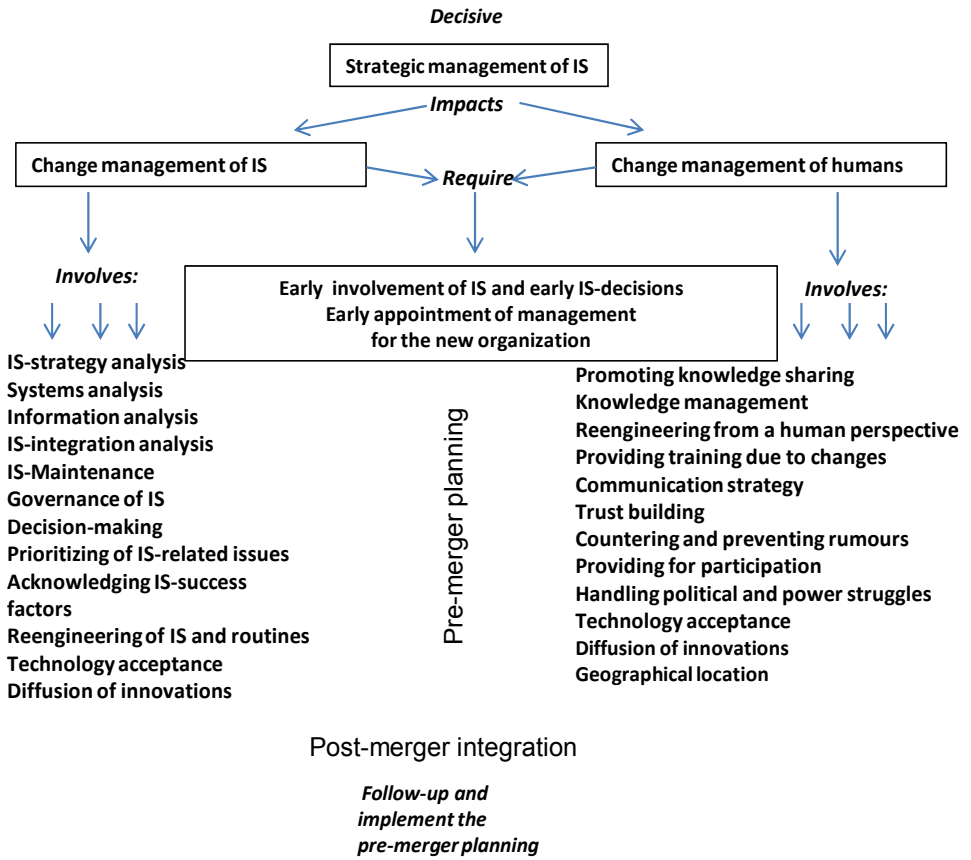 Decisive
Strategic management of IS
Impacts
Change management of IS
Change management of humans
Require
Involves:
Early involvement of IS and early IS-decisions
Early appointment of management
for the new organization
Involves:
IS-strategy analysis
Systems analysis
Information analysis
IS-integration analysis
IS-Maintenance
Governance of IS
Decision-making
Prioritizing of IS-related issues
Acknowledging IS-success
factors
Reengineering of IS and routines
Technology acceptance
Diffusion of innovations
Pre-merger planning
Promoting knowledge sharing
Knowledge management
Reengineering from a human perspective
Providing training due to changes
Communication strategy
Trust building
Countering and preventing rumours
Providing for participation
Handling political and power struggles
Technology acceptance
Diffusion of innovations
Geographical location
Post-merger integration
Follow-up and
implement the
pre-merger planning